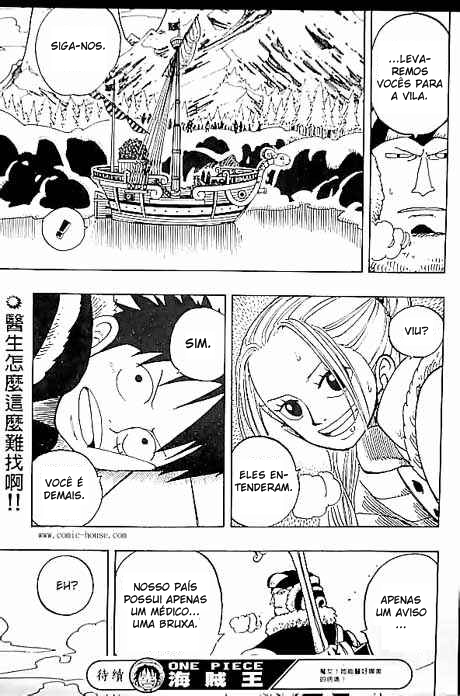 ...LEVA-
REMOS
VOCÊS PARA
A VILA.
SIGA-NOS.
!
VIU?
ELES EN-
TENDERAM.
SIM.
VOCÊ É
DEMAIS.
醫生怎麼這麼難找啊!!
www.comic-house.com
APENAS
UM AVISO
...
NOSSO PAÍS
POSSUI APENAS
UM MÉDICO...
...UMA BRUXA.
EH?
待續
ONE PIECE
海賊王